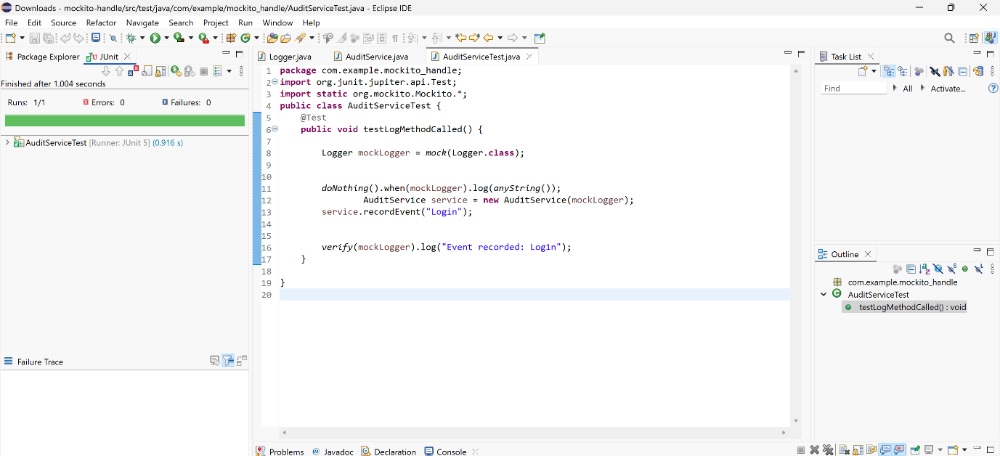 Downloads - mockito-handle/src/test/java/com/example/mockito_handle/AuditServiceTest.java - Eclipse IDE
File Edit Source Refactor Navigate Search Project Run Window Help
Package Explorer JUnit
Finished after 1.004 seconds
Runs: 1/1 Errors: 0 Failures: 0
AuditServiceTest [Runner: JUnit 5] (0.916 s)
Failure Trace
Logger.java AuditService.java AuditServiceTest.java
1 package com.example.mockito_handle;
2 import org.junit.jupiter.api.Test;
3 import static org.mockito.Mockito.*;
4 public class AuditServiceTest {
5 @Test
6 public void testLogMethodCalled() {
7
8 Logger mockLogger = mock(Logger.class);
9
10
11 doNothing().when(mockLogger).log(anyString());
12 AuditService service = new AuditService(mockLogger);
13 service.recordEvent("Login");
14
15
16 verify(mockLogger).log("Event recorded: Login");
17 }
18
19 }
20
Problems @ Javadoc Declaration Console
Task List
Find All Activate...
Outline
com.example.mockito_handle
AuditServiceTest
testLogMethodCalled() : void